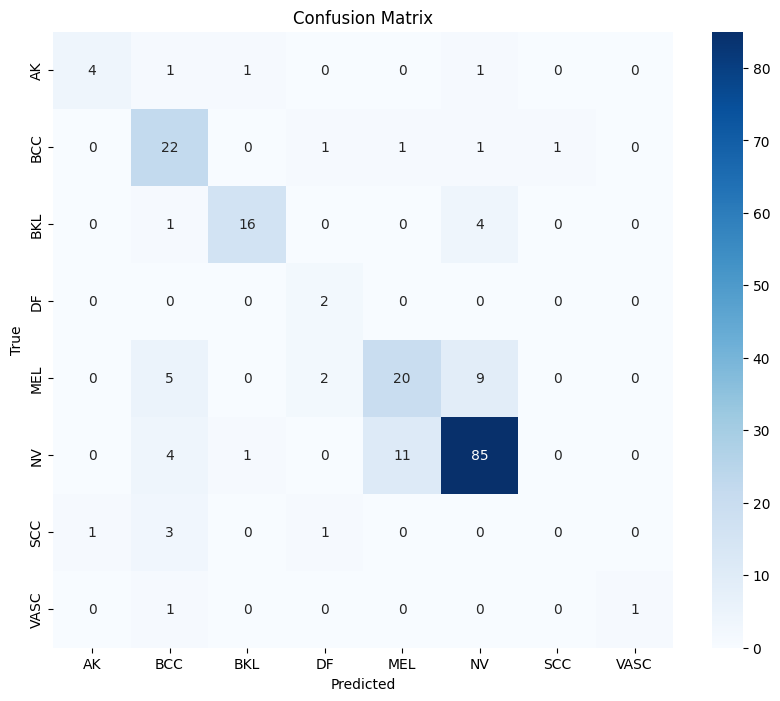 Confusion Matrix
AK 4 1 1 0 0 1 0 0
BCC 0 22 0 1 1 1 1 0
BKL 0 1 16 0 0 4 0 0
DF 0 0 0 2 0 0 0 0
MEL 0 5 0 2 20 9 0 0
NV 0 4 1 0 11 85 0 0
SCC 1 3 0 1 0 0 0 0
VASC 0 1 0 0 0 0 0 1
True
AK BCC BKL DF MEL NV SCC VASC
Predicted
80
70
60
50
40
30
20
10
0